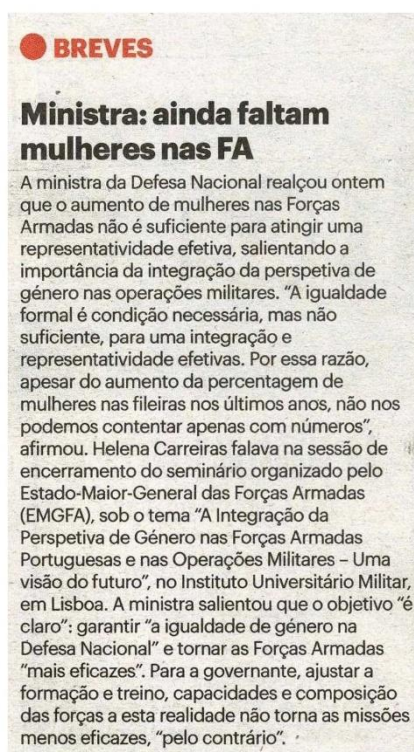 BREVES
Ministra: ainda faltam
mulheres nas FA
A ministra da Defesa Nacional realçou ontem
que o aumento de mulheres nas Forças
Armadas não é suficiente para atingir uma
representatividade efetiva, salientando a
importância da integração da perspetiva de
género nas operações militares. “A igualdade
formal é condição necessária, mas não
suficiente, para uma integração e
representatividade efetivas. Por essa razão,
apesar do aumento da percentagem de
mulheres nas fileiras nos últimos anos, não nos
podemos contentar apenas com números”,
afirmou. Helena Carreiras falava na sessão de
encerramento do seminário organizado pelo
Estado-Maior-General das Forças Armadas
(EMGFA), sob o tema “A Integração da
Perspetiva de Género nas Forças Armadas
Portuguesas e nas Operações Militares – Uma
visão do futuro”, no Instituto Universitário Militar,
em Lisboa. A ministra salientou que o objetivo “é
claro”: garantir “a igualdade de género na
Defesa Nacional” e tornar as Forças Armadas
“mais eficazes”. Para a governante, ajustar a
formação e treino, capacidades e composição
das forças a esta realidade não torna as missões
menos eficazes, “pelo contrário”.